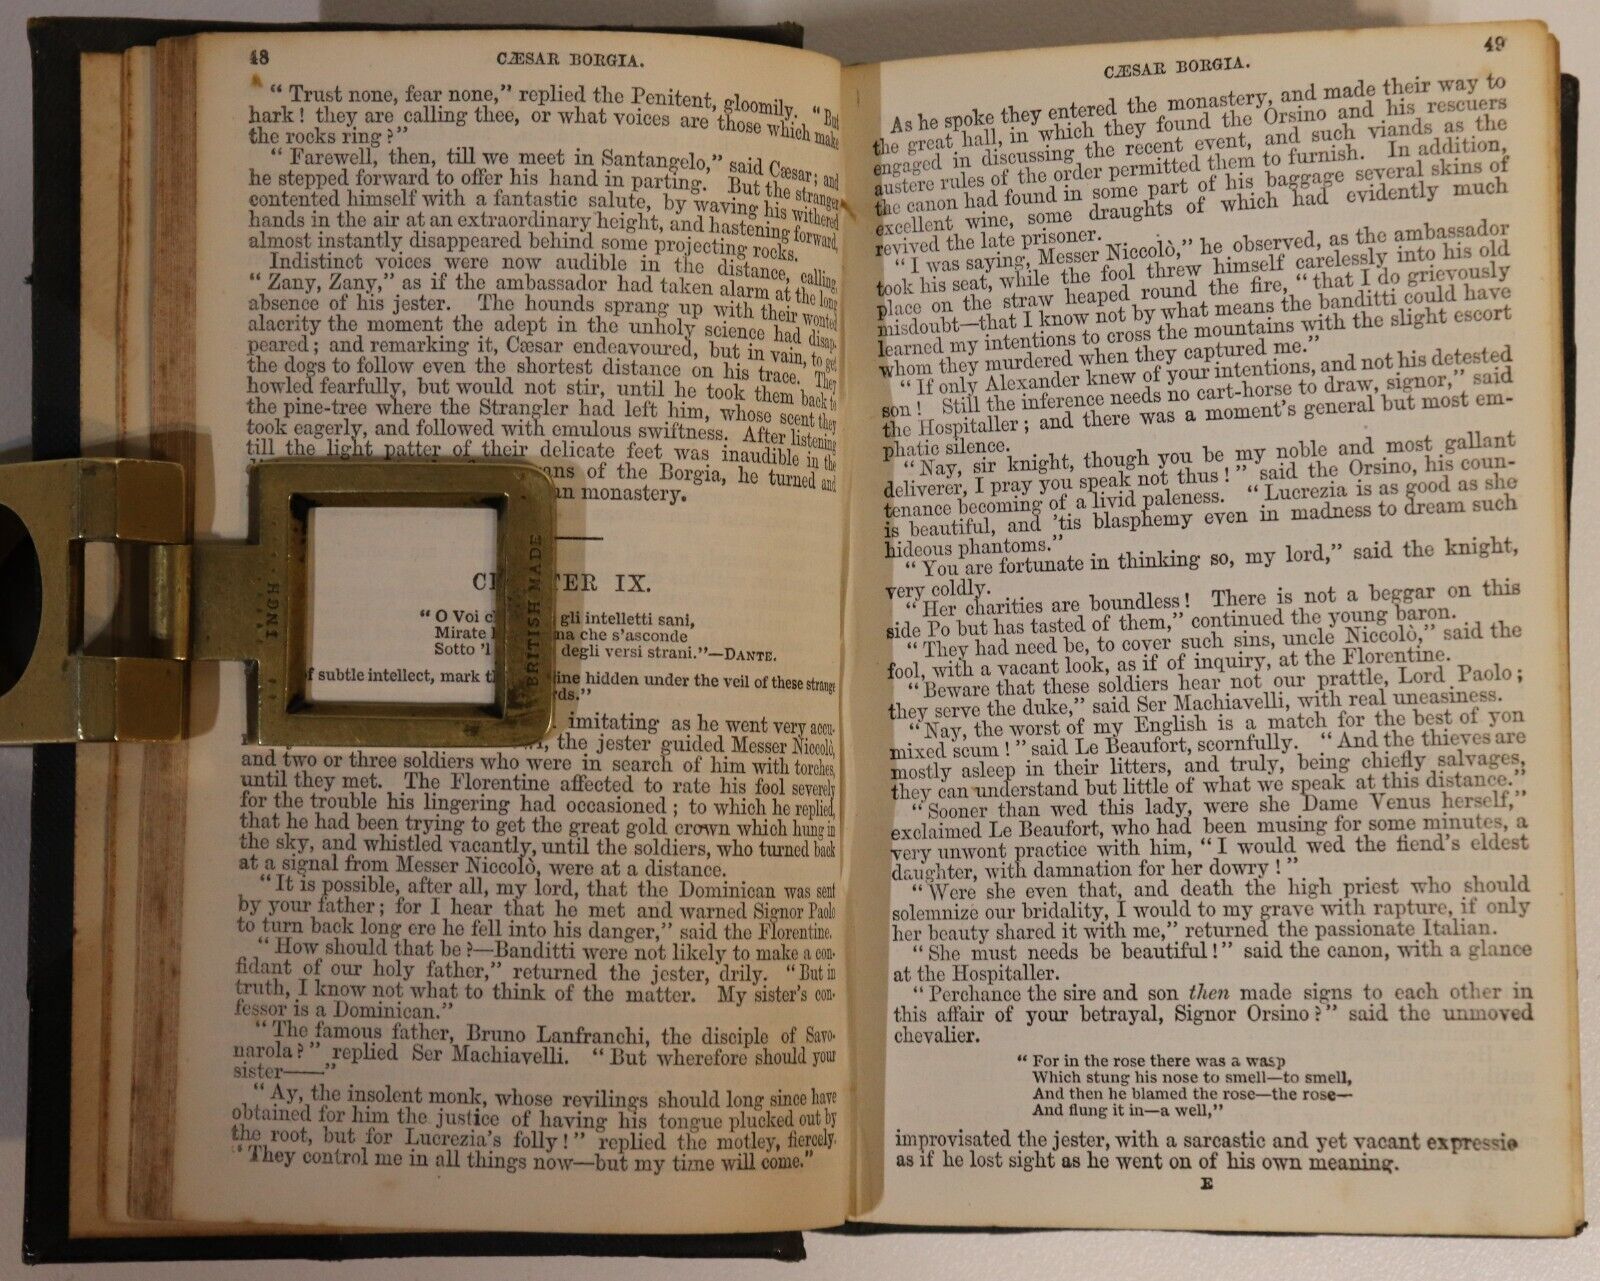 48
CÆSAR BORGIA.
“ Trust none, fear none,” replied the Penitent, gloomily. “ But
hark ! they are calling thee, or what voices are those which make
the rocks ring ?”
“ Farewell, then, till we meet in Santangelo,” said Cæsar ; and
he stepped forward to offer his hand in parting. But the stranger
contented himself with a fantastic salute, by waving his withered
hands in the air at an extraordinary height, and hastening forward,
almost instantly disappeared behind some projecting rocks.
Indistinct voices were now audible in the distance, calling,
“ Zany, Zany,” as if the ambassador had taken alarm at the long
absence of his jester. The hounds sprang up with their wonted
alacrity the moment the adept in the unholy science had disap-
peared ; and remarking it, Cæsar endeavoured, but in vain, to get
the dogs to follow even the shortest distance on his trace. They
howled fearfully, but would not stir, until he took them back to
the pine-tree where the Strangler had left him, whose scent they
took eagerly, and followed with emulous swiftness. After listening
till the light patter of their delicate feet was inaudible in the
of the Borgia, he turned and
monastery.
IX.
“ O Voi gli intelletti sani,
Mirate che s’asconde
Sotto ’l degli versi strani.”—DANTE.
subtle intellect, mark hidden under the veil of these strange
imitating as he went very accu-
the jester guided Messer Niccolò,
and two or three soldiers who were in search of him with torches,
until they met. The Florentine affected to rate his fool severely
for the trouble his lingering had occasioned ; to which he replied,
that he had been trying to get the great gold crown which hung in
the sky, and whistled vacantly, until the soldiers, who turned back
at a signal from Messer Niccolò, were at a distance.
“ It is possible, after all, my lord, that the Dominican was sent
by your father ; for I hear that he met and warned Signor Paolo
to turn back long ere he fell into his danger,” said the Florentine.
“ How should that be ?—Banditti were not likely to make a con-
fidant of our holy father,” returned the jester, drily. “ But in
truth, I know not what to think of the matter. My sister’s con-
fessor is a Dominican.”
“ The famous father, Bruno Lanfranchi, the disciple of Savo-
narola ?” replied Ser Machiavelli. “ But wherefore should your
sister——”
“ Ay, the insolent monk, whose revilings should long since have
obtained for him the justice of having his tongue plucked out by
the root, but for Lucrezia’s folly !” replied the motley, fiercely.
“ They control me in all things now—but my time will come.”
BRITISH MADE
INCH
CÆSAR BORGIA.
49
As he spoke they entered the monastery, and made their way to
the great hall, in which they found the Orsino and his rescuers
engaged in discussing the recent event, and such viands as the
austere rules of the order permitted them to furnish. In addition,
the canon had found in some part of his baggage several skins of
excellent wine, some draughts of which had evidently much
revived the late prisoner.
“ I was saying, Messer Niccolò,” he observed, as the ambassador
took his seat, while the fool threw himself carelessly into his old
place on the straw heaped round the fire, “ that I do grievously
misdoubt—that I know not by what means the banditti could have
learned my intentions to cross the mountains with the slight escort
whom they murdered when they captured me.”
“ If only Alexander knew of your intentions, and not his detested
son ! Still the inference needs no cart-horse to draw, signor,” said
the Hospitaller ; and there was a moment’s general but most em-
phatic silence.
“ Nay, sir knight, though you be my noble and most gallant
deliverer, I pray you speak not thus !” said the Orsino, his coun-
tenance becoming of a livid paleness. “ Lucrezia is as good as she
is beautiful, and ’tis blasphemy even in madness to dream such
hideous phantoms.”
“ You are fortunate in thinking so, my lord,” said the knight,
very coldly.
“ Her charities are boundless ! There is not a beggar on this
side Po but has tasted of them,” continued the young baron.
“ They had need be, to cover such sins, uncle Niccolò,” said the
fool, with a vacant look, as if of inquiry, at the Florentine.
“ Beware that these soldiers hear not our prattle, Lord Paolo ;
they serve the duke,” said Ser Machiavelli, with real uneasiness.
“ Nay, the worst of my English is a match for the best of yon
mixed scum !” said Le Beaufort, scornfully. “ And the thieves are
mostly asleep in their litters, and truly, being chiefly salvages,
they can understand but little of what we speak at this distance.”
“ Sooner than wed this lady, were she Dame Venus herself,”
exclaimed Le Beaufort, who had been musing for some minutes, a
very unwont practice with him, “ I would wed the fiend’s eldest
daughter, with damnation for her dowry !”
“ Were she even that, and death the high priest who should
solemnize our bridality, I would to my grave with rapture, if only
her beauty shared it with me,” returned the passionate Italian.
“ She must needs be beautiful !” said the canon, with a glance
at the Hospitaller.
“ Perchance the sire and son then made signs to each other in
this affair of your betrayal, Signor Orsino ?” said the unmoved
chevalier.
“ For in the rose there was a wasp
Which stung his nose to smell—to smell,
And then he blamed the rose—the rose—
And flung it in—a well,”
improvisated the jester, with a sarcastic and yet vacant expressio
as if he lost sight as he went on of his own meaning.
E